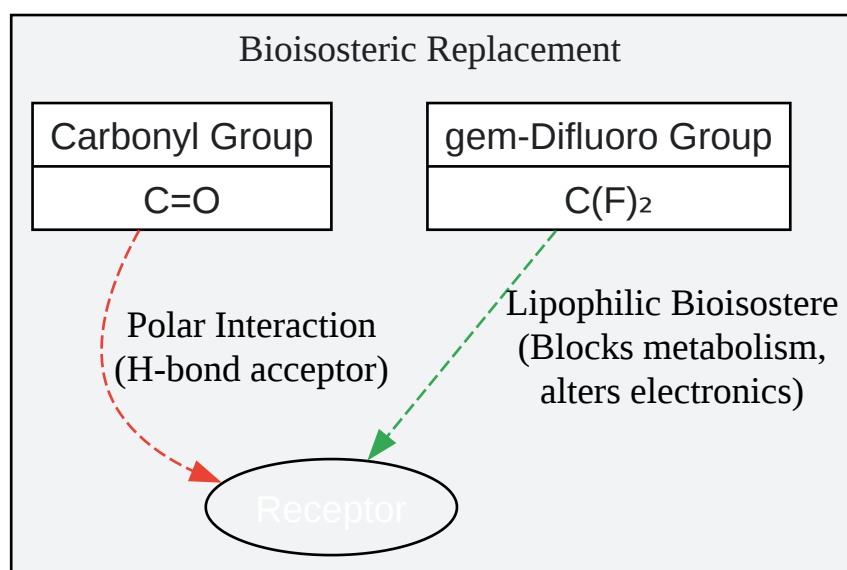 Bioisosteric Replacement
Carbonyl Group
C=O
gem-Difluoro Group
C(F)₂
Polar Interaction
(H-bond acceptor)
Lipophilic Bioisostere
(Blocks metabolism,
alters electronics)
Receptor